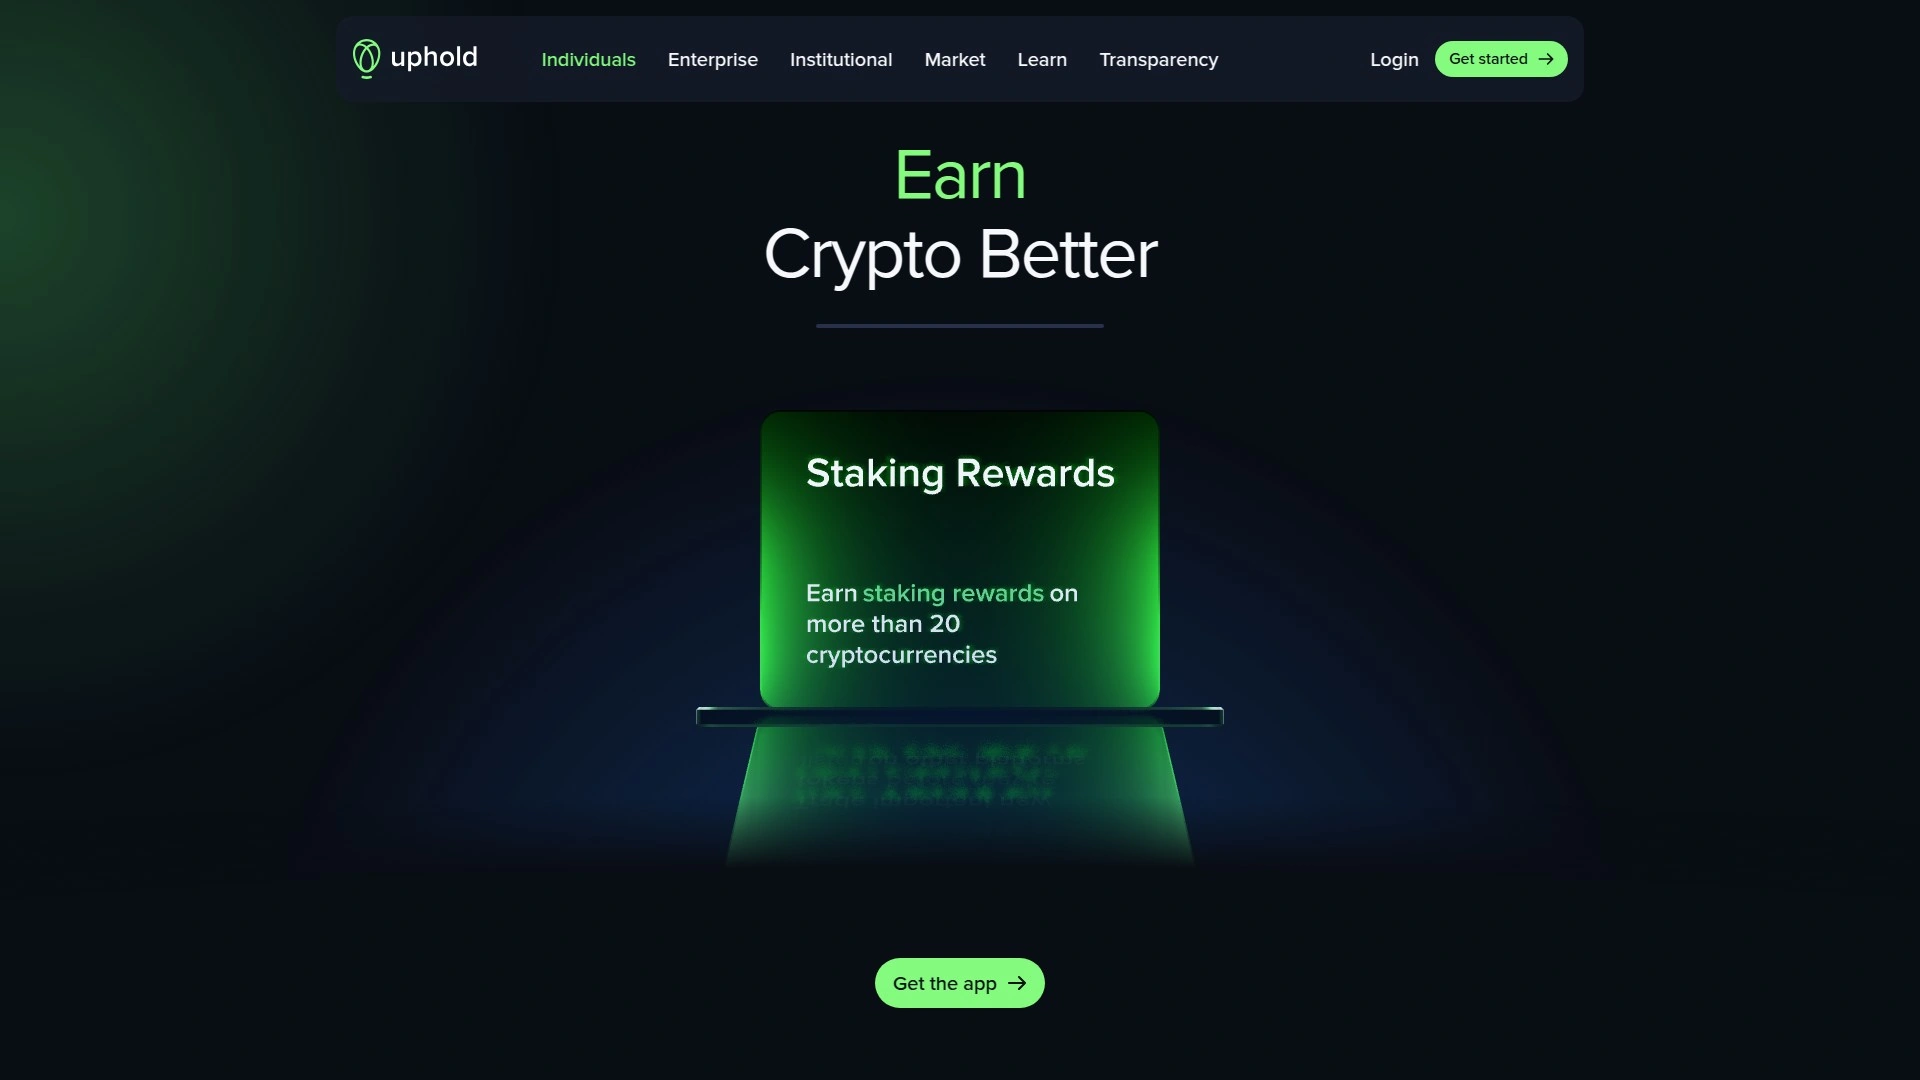 uphold
Individuals
Enterprise
Institutional
Market
Learn
Transparency
Login
Get started
Earn
Crypto Better
Staking Rewards
Earn staking rewards on
more than 20
cryptocurrencies
Get the app